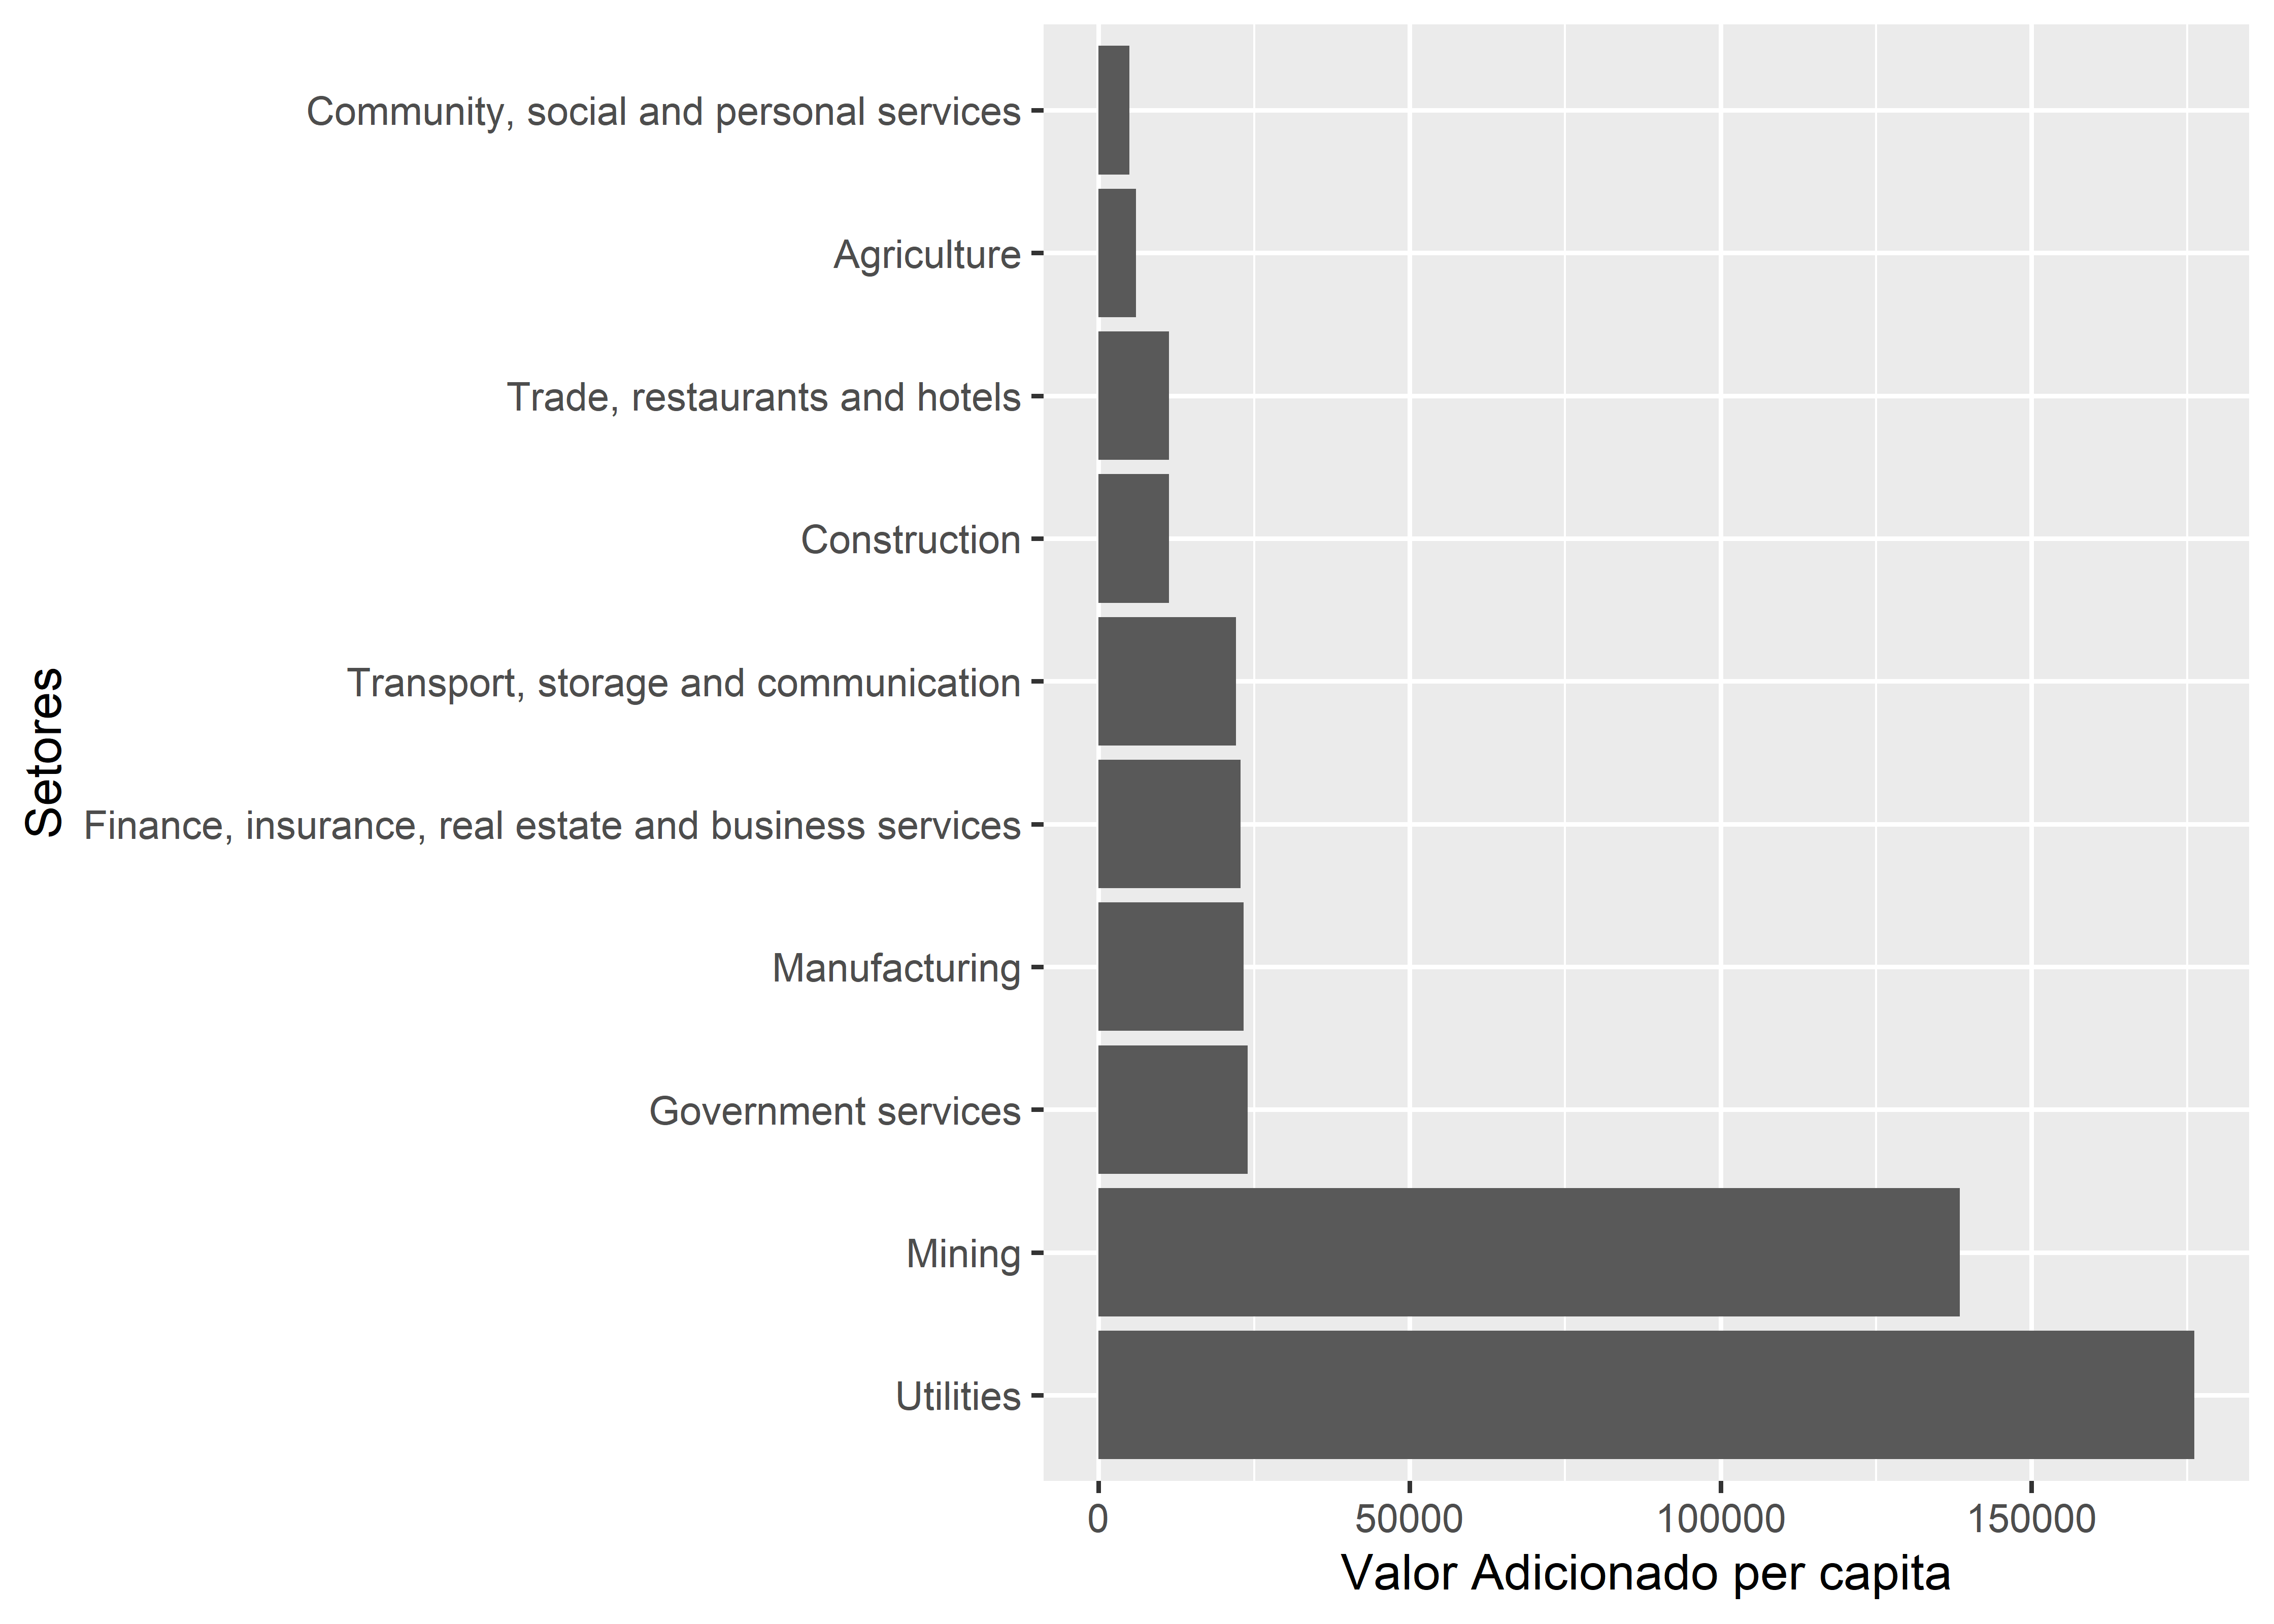 Community, social and personal services
Agriculture
Trade, restaurants and hotels
Construction
Transport, storage and communication
Finance, insurance, real estate and business services
Manufacturing
Government services
Mining
Utilities
Setores
0 50000 100000 150000
Valor Adicionado per capita